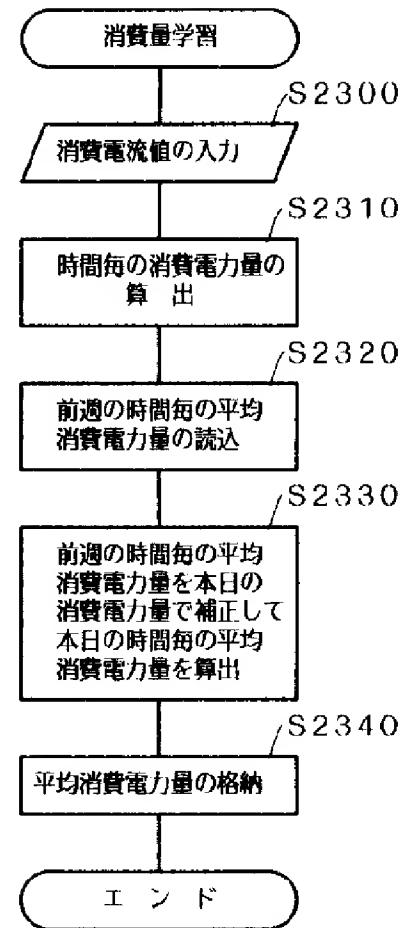 消費量学習
S2300
消費電流値の入力
S2310
時間毎の消費電力量の
算 出
S2320
前週の時間毎の平均
消費電力量の読込
S2330
前週の時間毎の平均
消費電力量を本日の
消費電力量で補正して
本日の時間毎の平均
消費電力量を算出
S2340
平均消費電力量の格納
エ ン ド